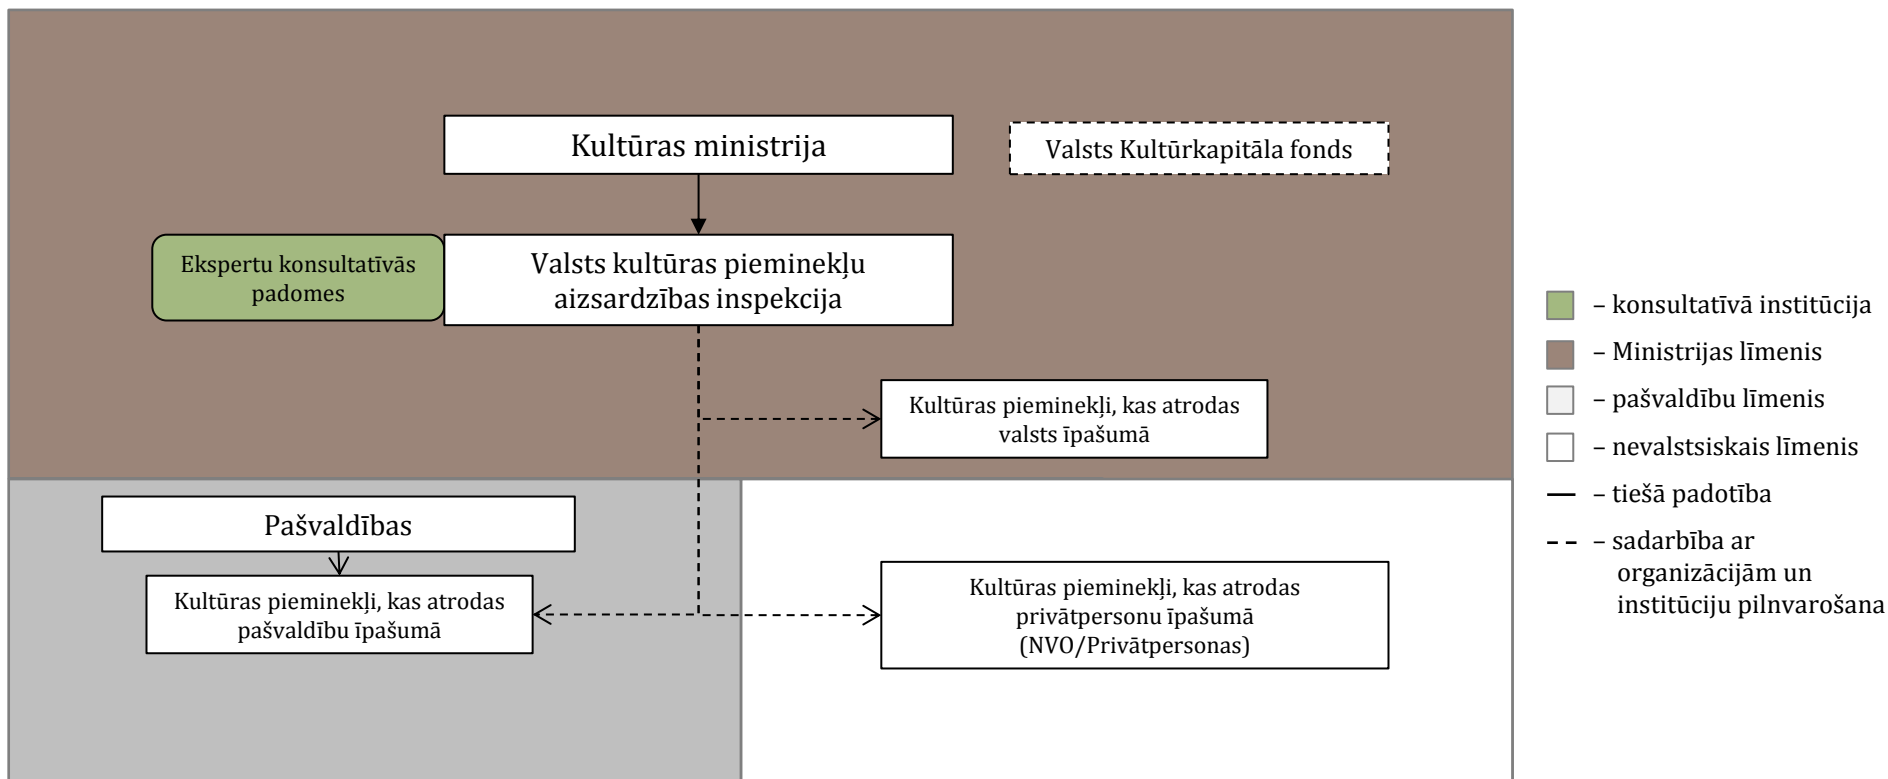 Kultūras ministrija
Valsts Kultūrkapitāla fonds
Ekspertu konsultatīvās
padomes
Valsts kultūras pieminekļu
aizsardzības inspekcija
Kultūras pieminekļi, kas atrodas
valsts īpašumā
Pašvaldības
Kultūras pieminekļi, kas atrodas
pašvaldību īpašumā
Kultūras pieminekļi, kas atrodas
privātpersonu īpašumā
(NVO/Privātpersonas)
– konsultatīvā institūcija
– Ministrijas līmenis
– pašvaldību līmenis
– nevalstsiskais līmenis
– tiešā padotība
– sadarbība ar
organizācijām un
institūciju pilnvarošana